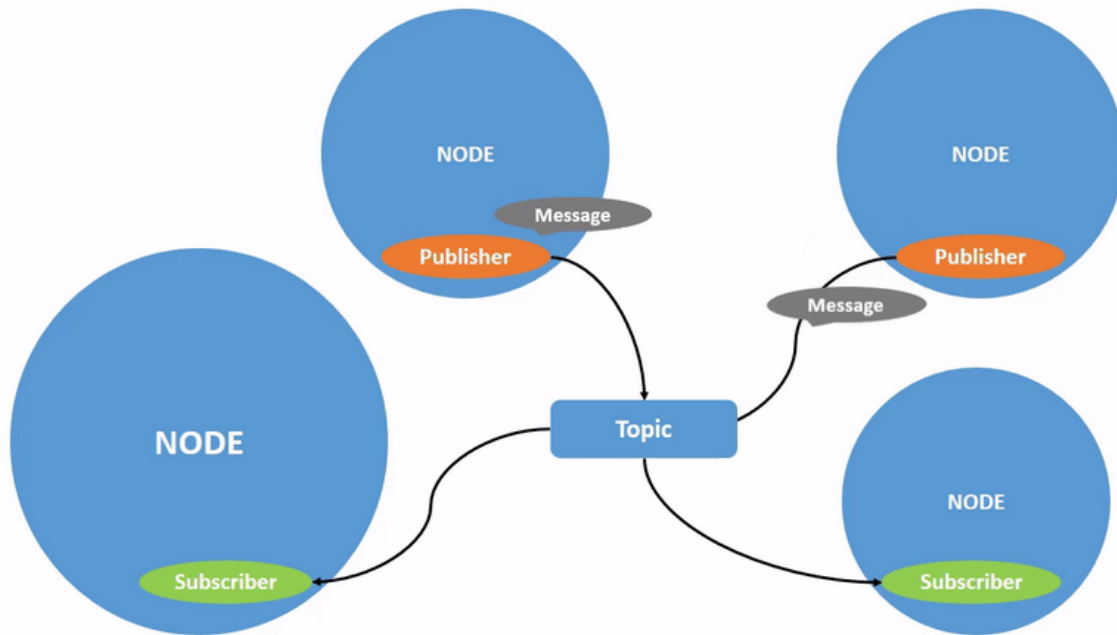 NODE
Message
Publisher
NODE
Publisher
Message
Topic
NODE
Subscriber
NODE
Subscriber